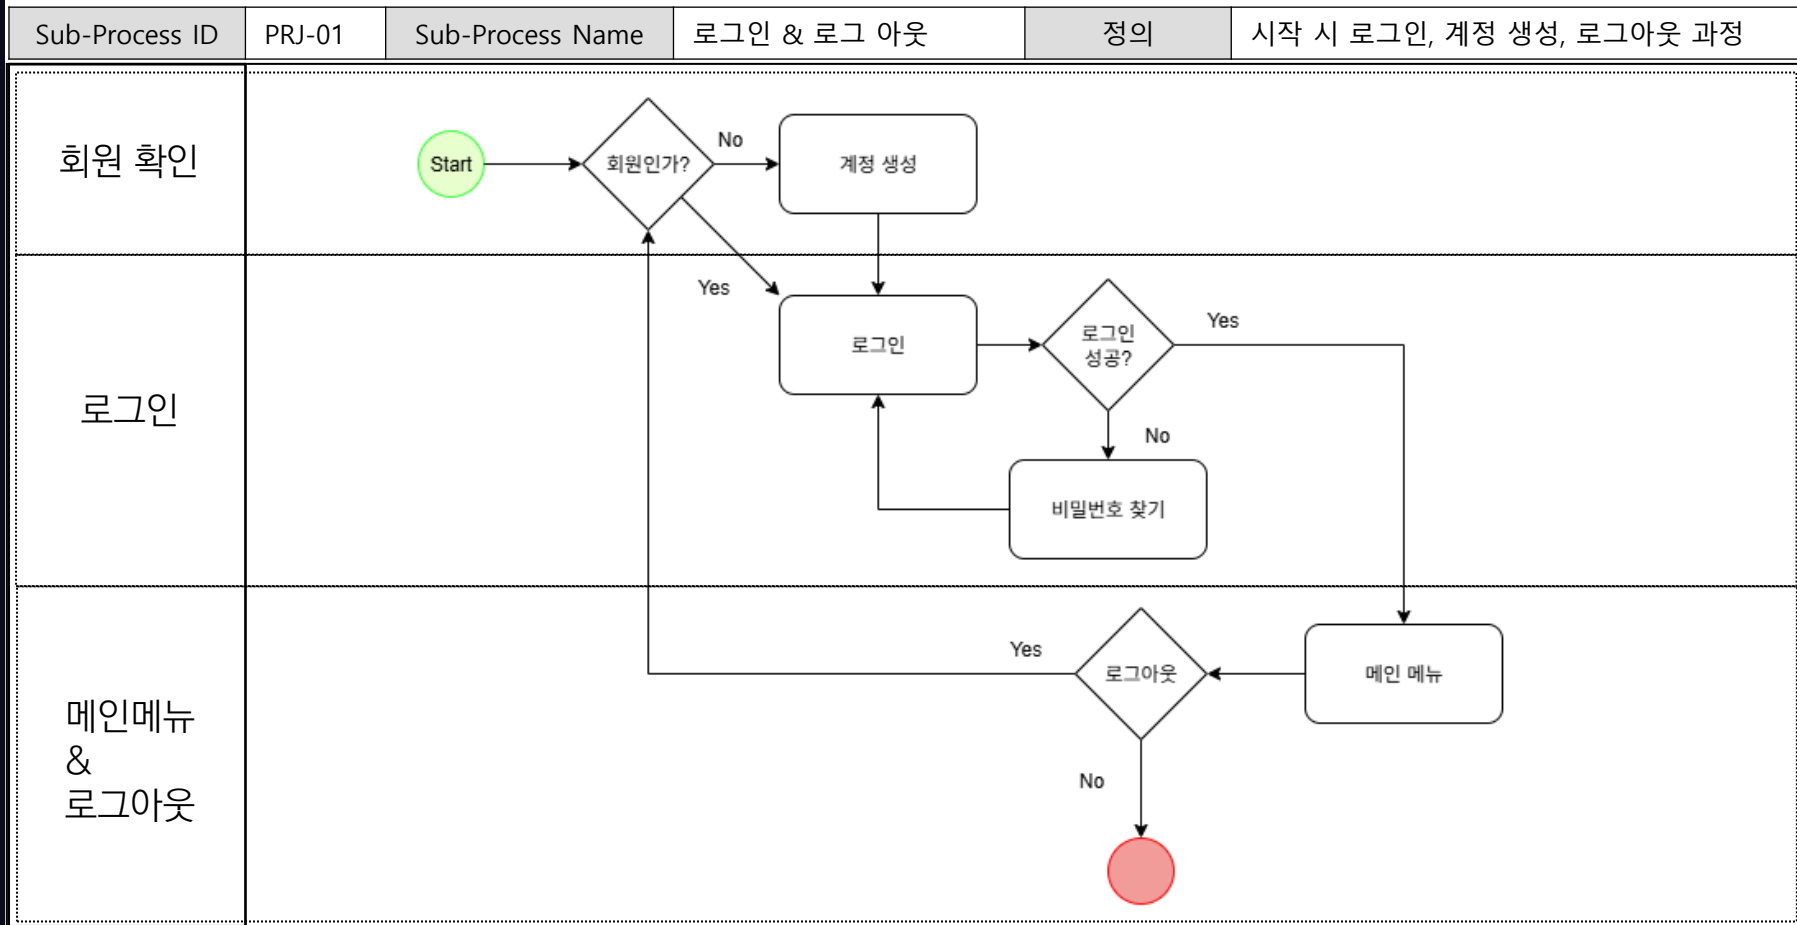 Sub-Process ID PRJ-01 Sub-Process Name 로그인 & 로그 아웃 정의 시작 시 로그인, 계정 생성, 로그아웃 과정
회원 확인
Start
회원인가?
No
계정 생성
Yes
로그인
로그인
로그인
성공?
Yes
No
비밀번호 찾기
메인메뉴
&
로그아웃
Yes
로그아웃
메인 메뉴
No